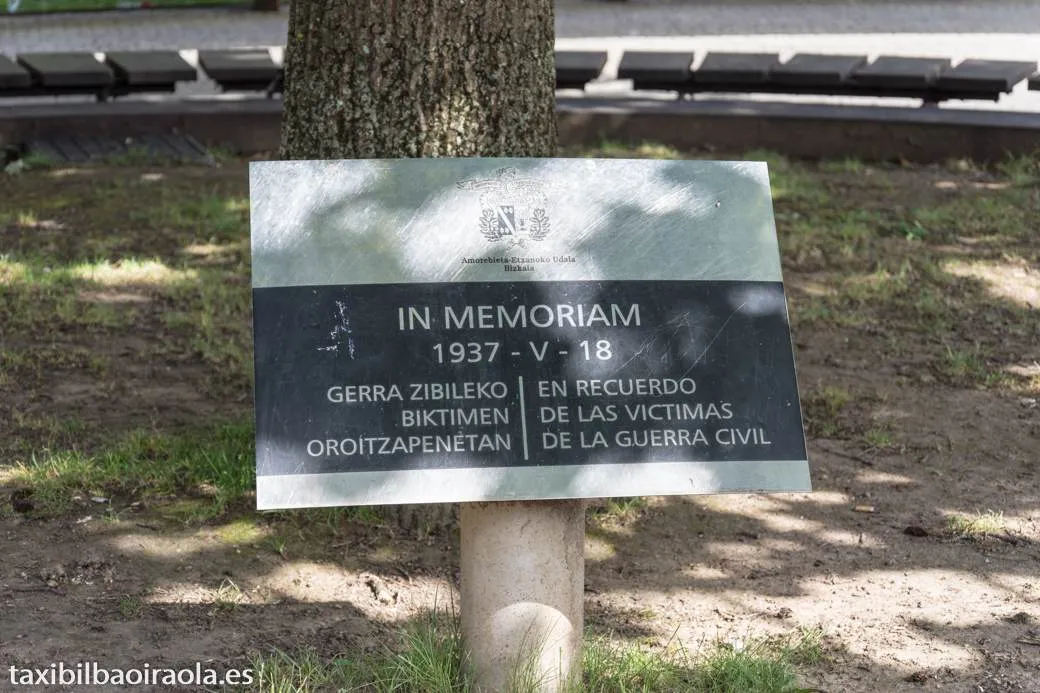 Amorebieta-Etxanoko Udala
Bizkaia
IN MEMORIAM
1937 - V - 18
GERRA ZIBILEKO
BIKTIMEN
OROITZAPENETAN
EN RECUERDO
DE LAS VICTIMAS
DE LA GUERRA CIVIL
taxibilbaoiraola.es